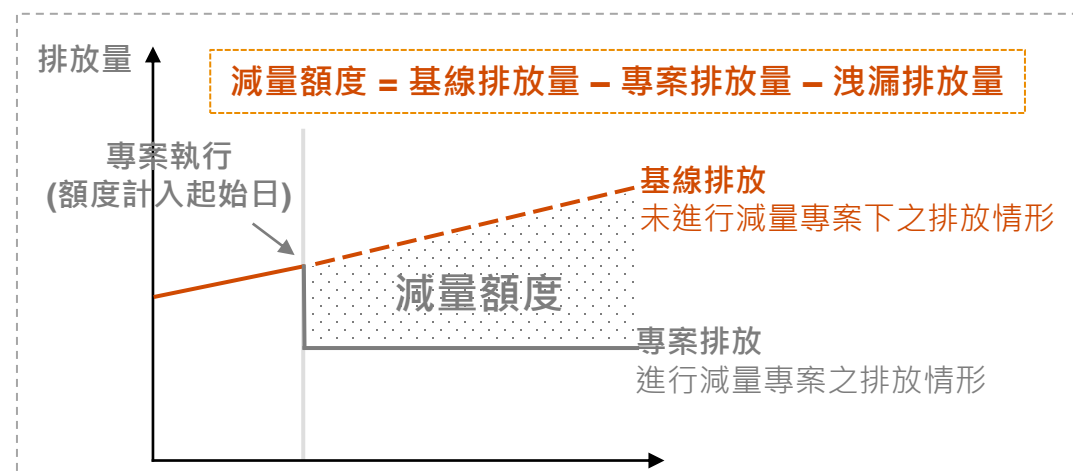 排放量
減量額度 = 基線排放量 – 專案排放量 – 洩漏排放量
專案執行
(額度計入起始日)
基線排放
未進行減量專案下之排放情形
減量額度
專案排放
進行減量專案之排放情形